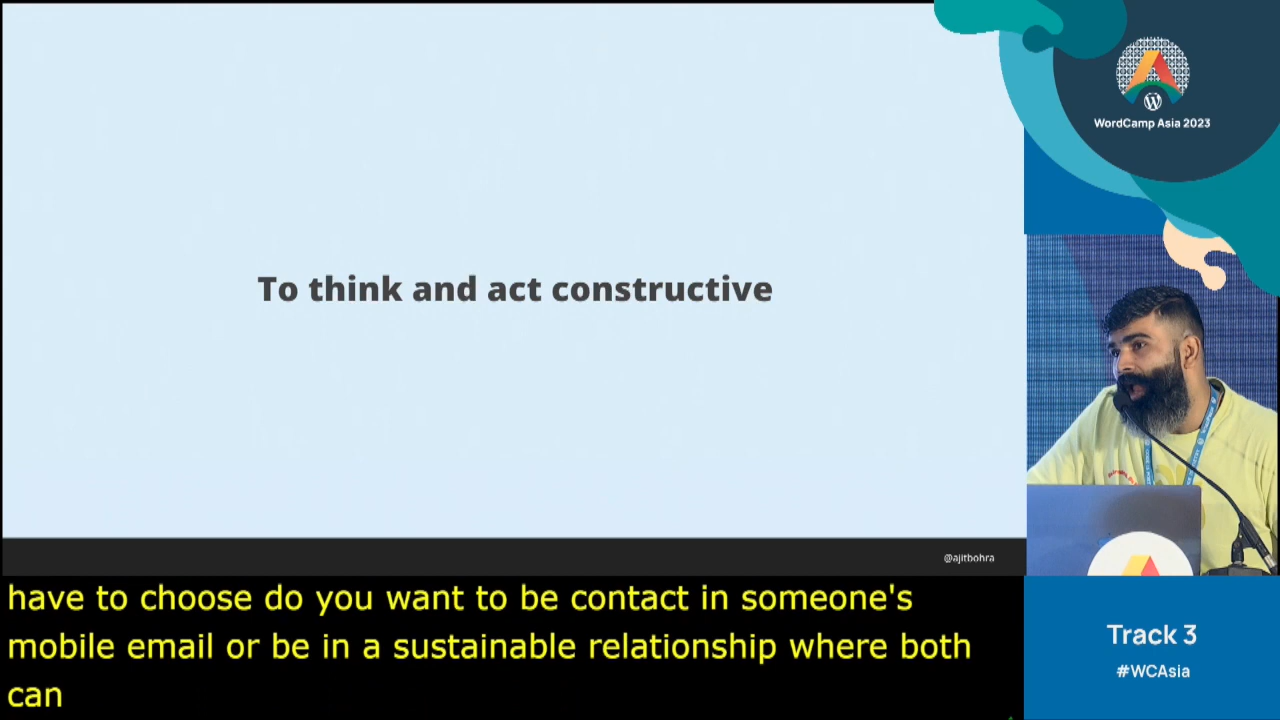 WordCamp Asia 2023
To think and act constructive
@ajitbohra
have to choose do you want to be contact in someone's
mobile email or be in a sustainable relationship where both
can
Track 3
#WCAsia